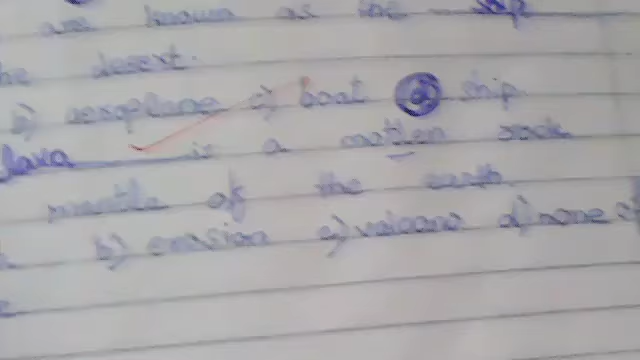 are known as the ship
he desert.
b) aeroplane c) boat d) ship
Lava is a molten rock
mantle of the earth
b) erosion c) volcano d) none of